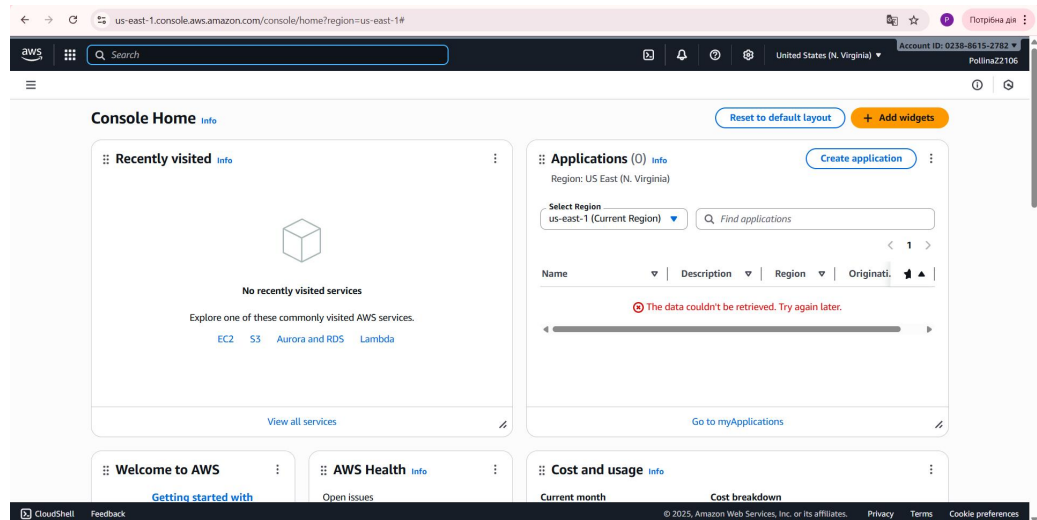 us-east-1.console.aws.amazon.com/console/home?region=us-east-1#
Потрібна дія
aws
Search
United States (N. Virginia)
Account ID: 0238-8615-2782
PollinaZ2106
Console Home Info
Reset to default layout
+ Add widgets
Recently visited Info
No recently visited services
Explore one of these commonly visited AWS services.
EC2 S3 Aurora and RDS Lambda
View all services
Applications (0) Info
Create application
Region: US East (N. Virginia)
Select Region
us-east-1 (Current Region)
Find applications
1
Name Description Region Originati.
The data couldn't be retrieved. Try again later.
Go to myApplications
Welcome to AWS
Getting started with
AWS Health Info
Open issues
Cost and usage Info
Current month Cost breakdown
CloudShell Feedback © 2025, Amazon Web Services, Inc. or its affiliates. Privacy Terms Cookie preferences